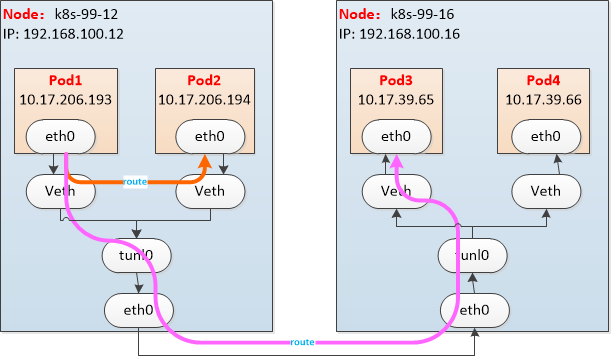 Node： k8s-99-12
IP: 192.168.100.12
Pod1
10.17.206.193
eth0
Pod2
10.17.206.194
eth0
Veth
route
Veth
tunl0
eth0
Node： k8s-99-16
IP: 192.168.100.16
Pod3
10.17.39.65
eth0
Pod4
10.17.39.66
eth0
Veth
Veth
tunl0
eth0
route